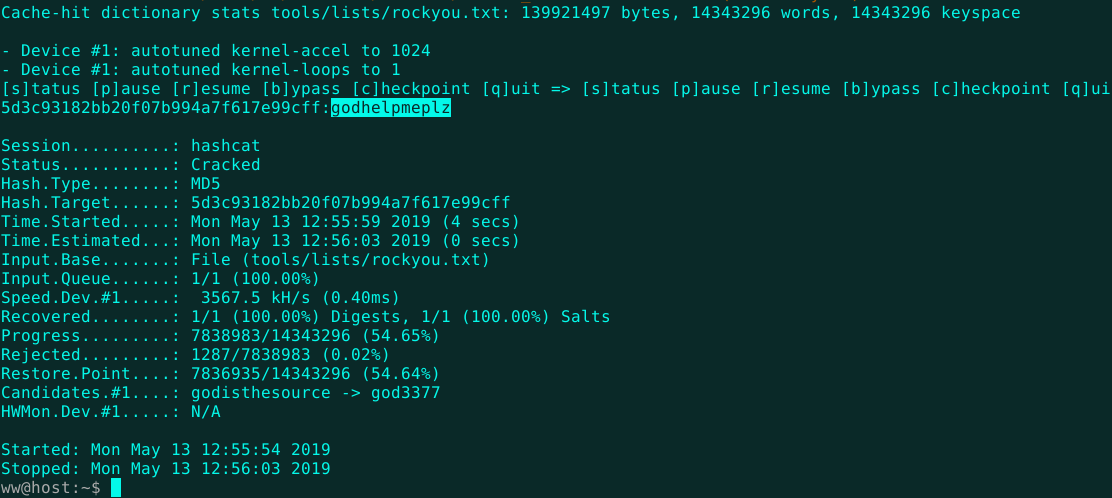 Cache-hit dictionary stats tools/lists/rockyou.txt: 139921497 bytes, 14343296 words, 14343296 keyspace
- Device #1: autotuned kernel-accel to 1024
- Device #1: autotuned kernel-loops to 1
[s]tatus [p]ause [r]esume [b]ypass [c]heckpoint [q]uit => [s]tatus [p]ause [r]esume [b]ypass [c]heckpoint [q]ui
5d3c93182bb20f07b994a7f617e99cff:godhelpmeplz
Session..........: hashcat
Status...........: Cracked
Hash.Type........: MD5
Hash.Target......: 5d3c93182bb20f07b994a7f617e99cff
Time.Started.....: Mon May 13 12:55:59 2019 (4 secs)
Time.Estimated...: Mon May 13 12:56:03 2019 (0 secs)
Input.Base.......: File (tools/lists/rockyou.txt)
Input.Queue......: 1/1 (100.00%)
Speed.Dev.#1.....:  3567.5 kH/s (0.40ms)
Recovered........: 1/1 (100.00%) Digests, 1/1 (100.00%) Salts
Progress.........: 7838983/14343296 (54.65%)
Rejected.........: 1287/7838983 (0.02%)
Restore.Point....: 7836935/14343296 (54.64%)
Candidates.#1....: godisthesource -> god3377
HWMon.Dev.#1.....: N/A
Started: Mon May 13 12:55:54 2019
Stopped: Mon May 13 12:56:03 2019
ww@host:~$